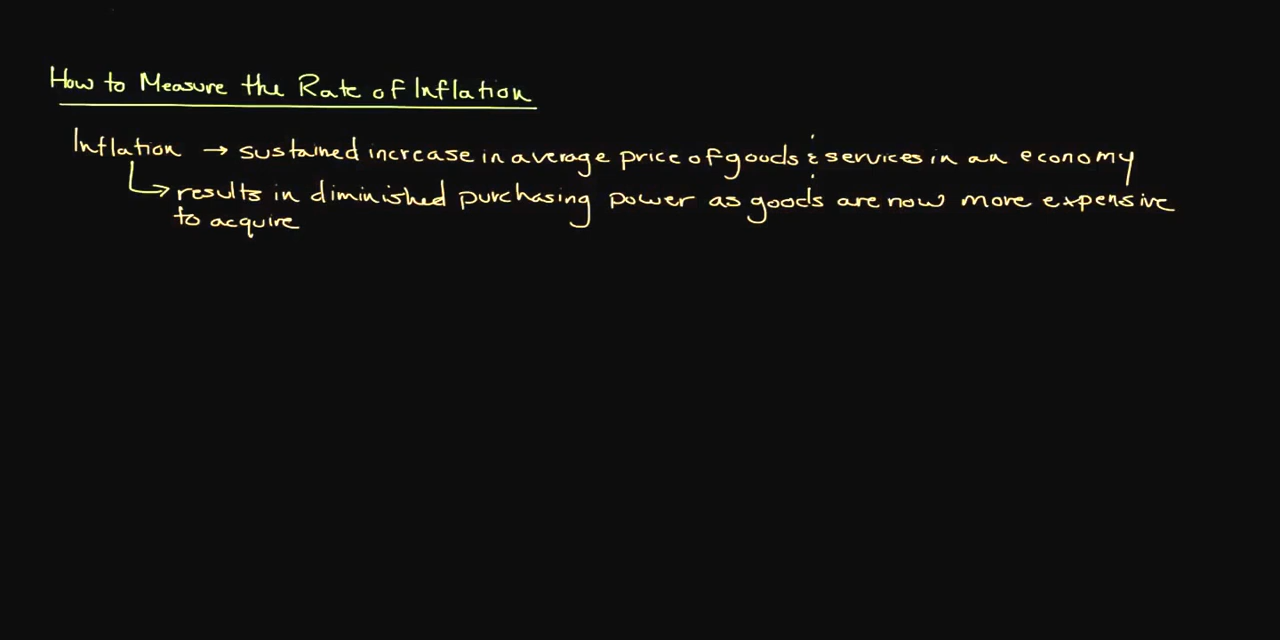 How to Measure the Rate of Inflation
Inflation → sustained increase in average price of goods & services in an economy
↳ results in diminished purchasing power as goods are now more expensive
to acquire